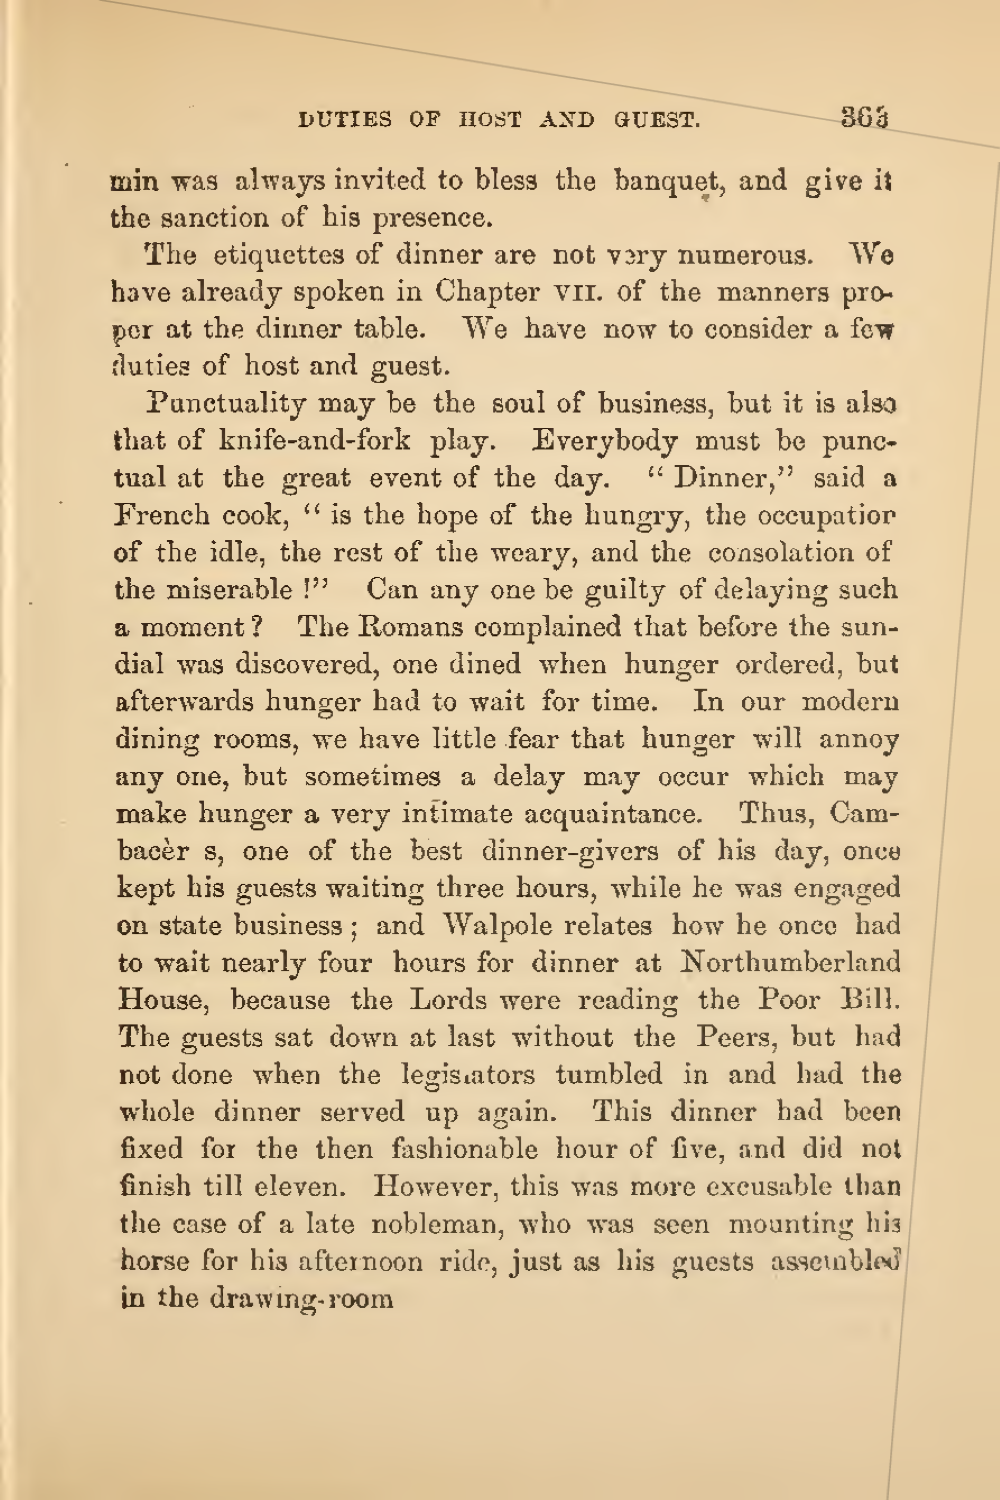 DUTIES OF HOST AND GUEST. 363
min was always invited to bless the banquet, and give it
the sanction of his presence.
The etiquettes of dinner are not very numerous. We
have already spoken in Chapter VII. of the manners pro-
per at the dinner table. We have now to consider a few
duties of host and guest.
Punctuality may be the soul of business, but it is also
that of knife-and-fork play. Everybody must be punc-
tual at the great event of the day. “ Dinner,” said a
French cook, “ is the hope of the hungry, the occupation
of the idle, the rest of the weary, and the consolation of
the miserable !” Can any one be guilty of delaying such
a moment ? The Romans complained that before the sun-
dial was discovered, one dined when hunger ordered, but
afterwards hunger had to wait for time. In our modern
dining rooms, we have little fear that hunger will annoy
any one, but sometimes a delay may occur which may
make hunger a very intimate acquaintance. Thus, Cam-
bacèr s, one of the best dinner-givers of his day, once
kept his guests waiting three hours, while he was engaged
on state business ; and Walpole relates how he once had
to wait nearly four hours for dinner at Northumberland
House, because the Lords were reading the Poor Bill.
The guests sat down at last without the Peers, but had
not done when the legislators tumbled in and had the
whole dinner served up again. This dinner had been
fixed for the then fashionable hour of five, and did not
finish till eleven. However, this was more excusable than
the case of a late nobleman, who was seen mounting his
horse for his afternoon ride, just as his guests assembled
in the drawing-room